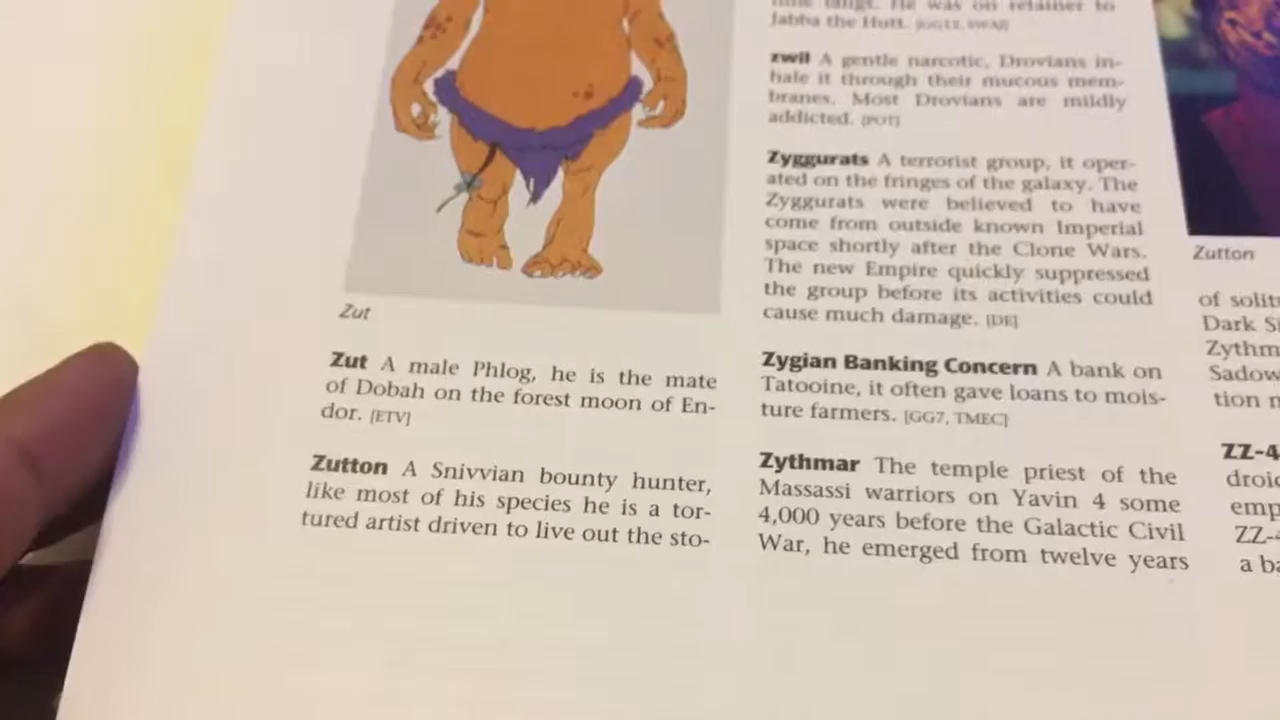 Zut
Zut A male Phlog, he is the mate
of Dobah on the forest moon of En-
dor. [ETV]
Zutton A Snivvian bounty hunter,
like most of his species he is a tor-
tured artist driven to live out the sto-
He was on retainer to
Jabba the Hutt.
zwil A gentle narcotic, Drovians in-
hale it through their mucous mem-
branes. Most Drovians are mildly
addicted. [POT]
Zyggurats A terrorist group, it oper-
ated on the fringes of the galaxy. The
Zyggurats were believed to have
come from outside known Imperial
space shortly after the Clone Wars.
The new Empire quickly suppressed
the group before its activities could
cause much damage. [DE]
Zygian Banking Concern A bank on
Tatooine, it often gave loans to mois-
ture farmers. [GG7, TMEC]
Zythmar The temple priest of the
Massassi warriors on Yavin 4 some
4,000 years before the Galactic Civil
War, he emerged from twelve years
Zutton
of solit
Dark S
Zythm
Sadow
tion
ZZ-4
droi
emp
ZZ-
a ba